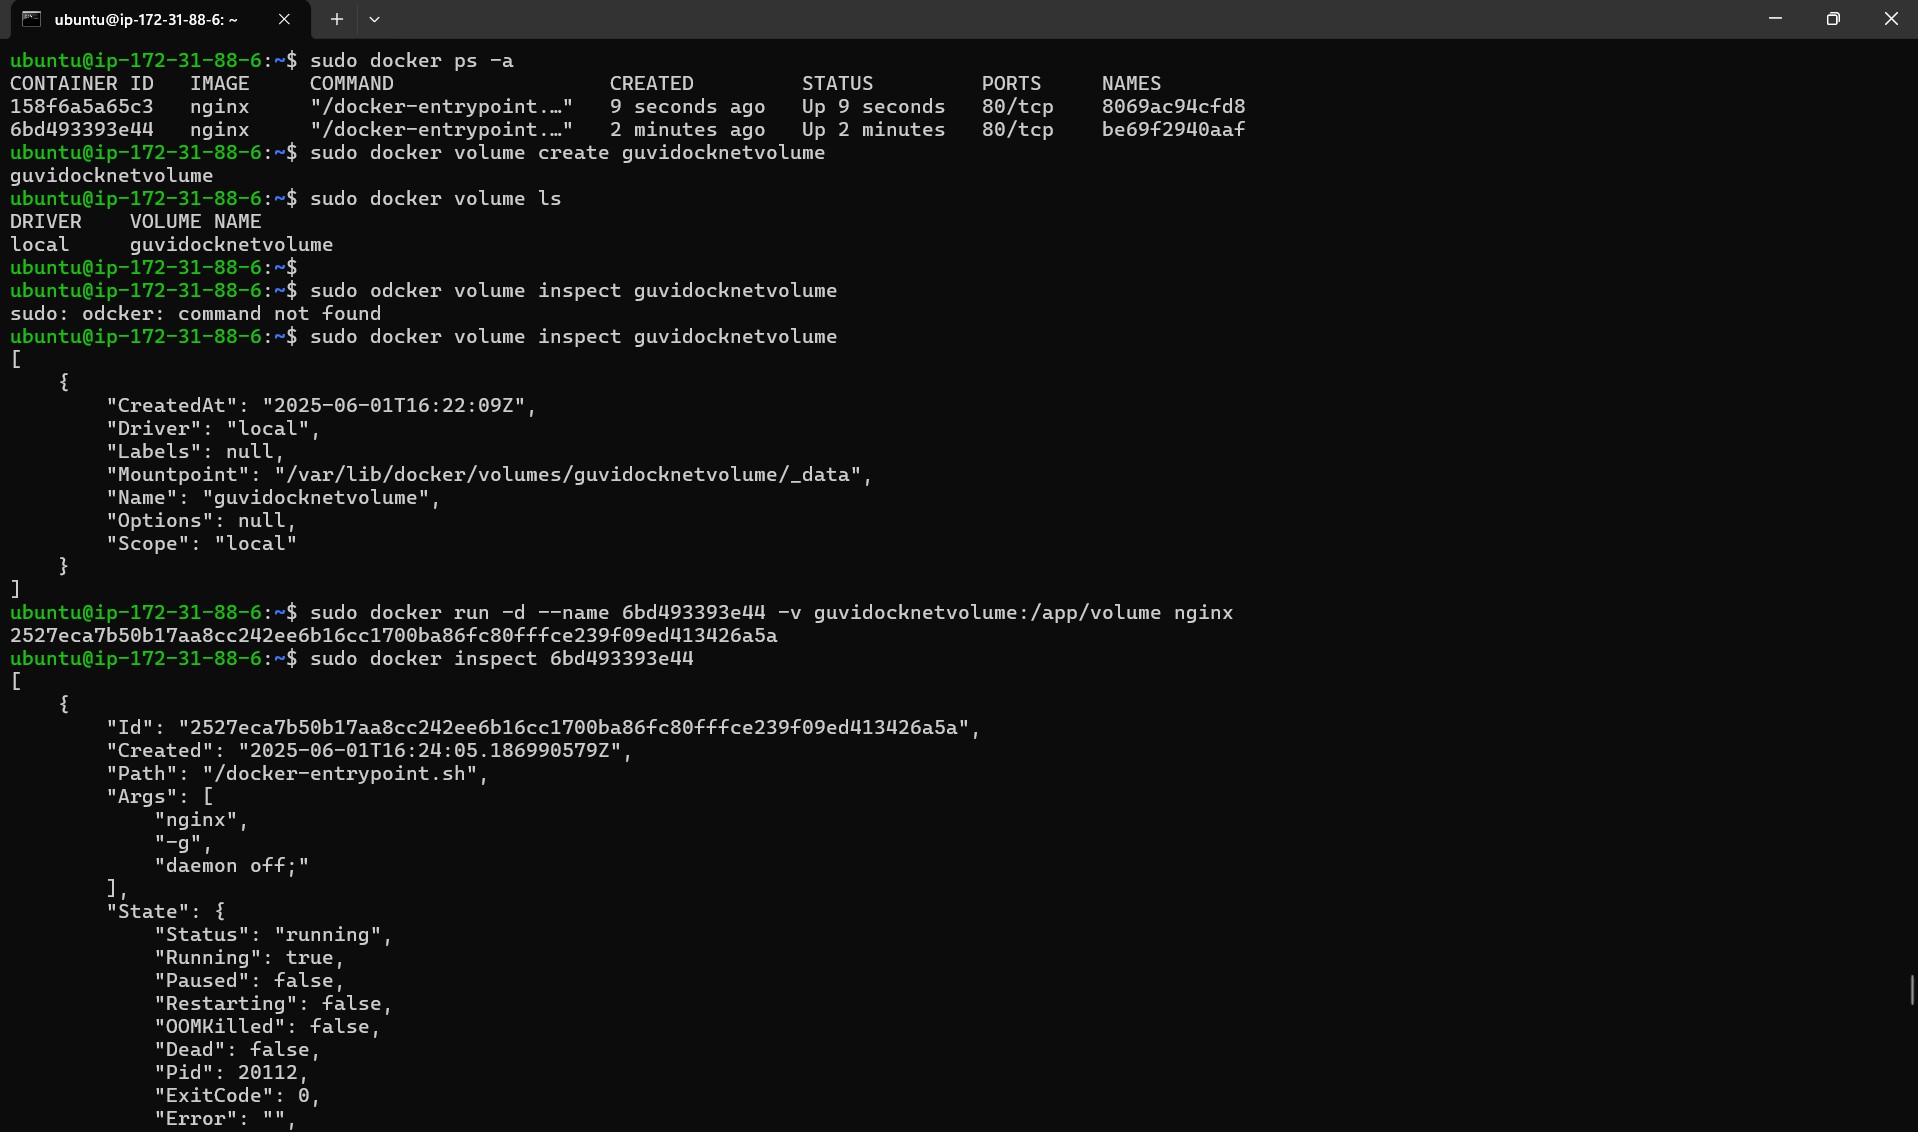 ubuntu@ip-172-31-88-6: ~
ubuntu@ip-172-31-88-6:~$ sudo docker ps -a
CONTAINER ID   IMAGE     COMMAND                  CREATED         STATUS         PORTS     NAMES
158f6a5a65c3   nginx     "/docker-entrypoint.…"   9 seconds ago   Up 9 seconds   80/tcp    8069ac94cfd8
6bd493393e44   nginx     "/docker-entrypoint.…"   2 minutes ago   Up 2 minutes   80/tcp    be69f2940aaf
ubuntu@ip-172-31-88-6:~$ sudo docker volume create guvidocknetvolume
guvidocknetvolume
ubuntu@ip-172-31-88-6:~$ sudo docker volume ls
DRIVER    VOLUME NAME
local     guvidocknetvolume
ubuntu@ip-172-31-88-6:~$
ubuntu@ip-172-31-88-6:~$ sudo odcker volume inspect guvidocknetvolume
sudo: odcker: command not found
ubuntu@ip-172-31-88-6:~$ sudo docker volume inspect guvidocknetvolume
[
    {
        "CreatedAt": "2025-06-01T16:22:09Z",
        "Driver": "local",
        "Labels": null,
        "Mountpoint": "/var/lib/docker/volumes/guvidocknetvolume/_data",
        "Name": "guvidocknetvolume",
        "Options": null,
        "Scope": "local"
    }
]
ubuntu@ip-172-31-88-6:~$ sudo docker run -d --name 6bd493393e44 -v guvidocknetvolume:/app/volume nginx
2527eca7b50b17aa8cc242ee6b16cc1700ba86fc80fffce239f09ed413426a5a
ubuntu@ip-172-31-88-6:~$ sudo docker inspect 6bd493393e44
[
    {
        "Id": "2527eca7b50b17aa8cc242ee6b16cc1700ba86fc80fffce239f09ed413426a5a",
        "Created": "2025-06-01T16:24:05.186990579Z",
        "Path": "/docker-entrypoint.sh",
        "Args": [
            "nginx",
            "-g",
            "daemon off;"
        ],
        "State": {
            "Status": "running",
            "Running": true,
            "Paused": false,
            "Restarting": false,
            "OOMKilled": false,
            "Dead": false,
            "Pid": 20112,
            "ExitCode": 0,
            "Error": "",